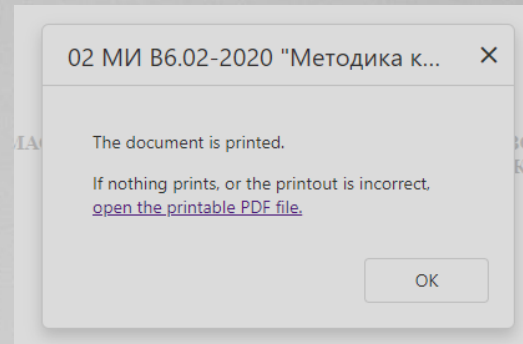 02 МИ В6.02-2020 "Методика к...
The document is printed.
If nothing prints, or the printout is incorrect,
open the printable PDF file.
OK